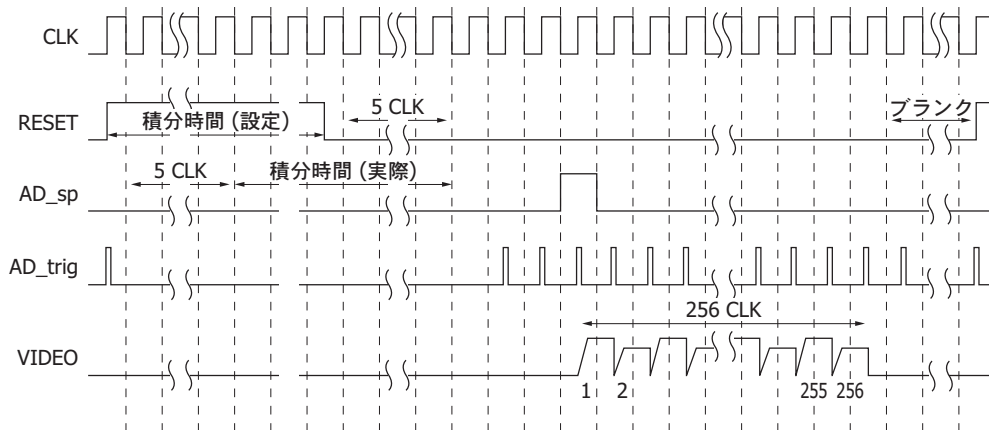 CLK
RESET
積分時間 (設定)
5 CLK
ブランク
5 CLK
積分時間 (実際)
AD_sp
AD_trig
256 CLK
VIDEO
1 2 255 256